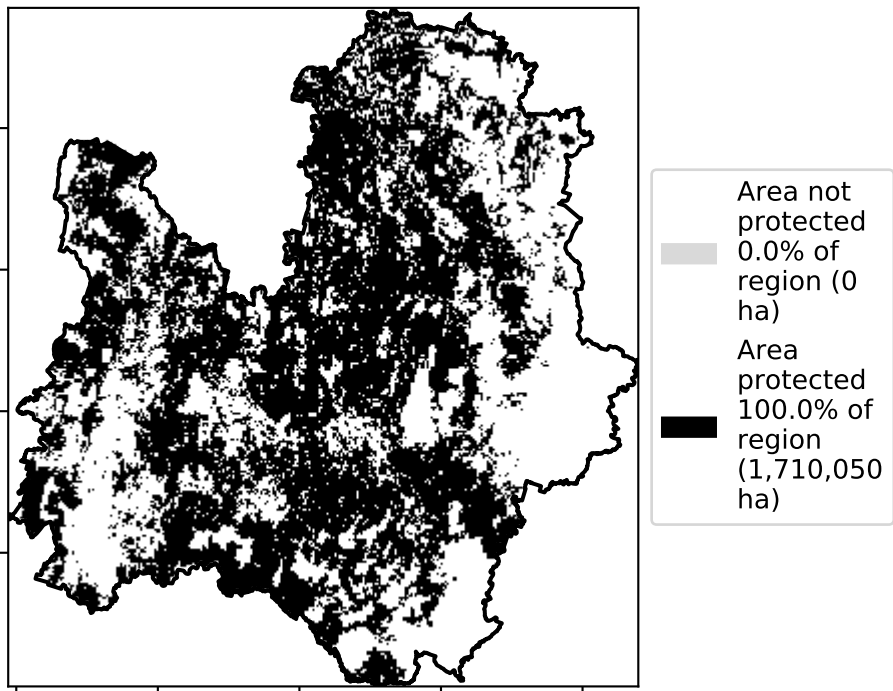 Area not
protected
0.0% of
region (0
ha)
Area
protected
100.0% of
region
(1,710,050
ha)